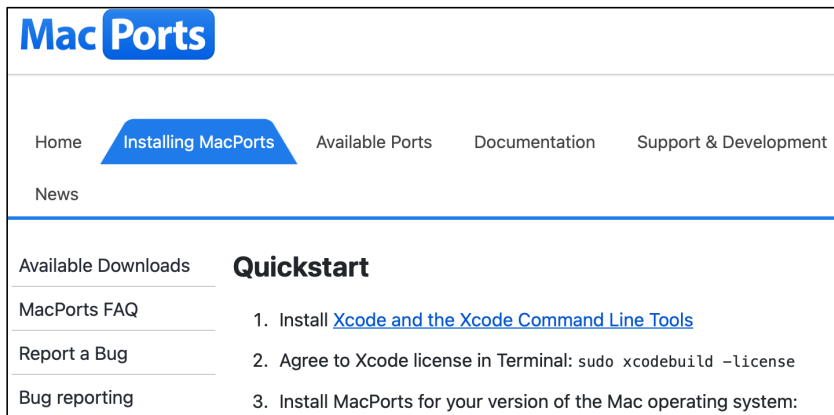 MacPorts
Home Installing MacPorts Available Ports Documentation Support & Development
News
Available Downloads
MacPorts FAQ
Report a Bug
Bug reporting
Quickstart
1. Install Xcode and the Xcode Command Line Tools
2. Agree to Xcode license in Terminal: sudo xcodebuild -license
3. Install MacPorts for your version of the Mac operating system: